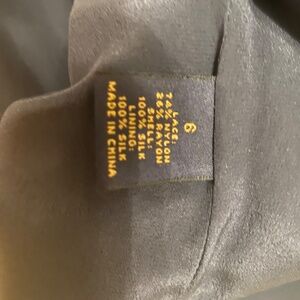 6
LACE:
74% NYLON
26% RAYON
SHELL:
100% SILK
LINING:
100% SILK
MADE IN CHINA